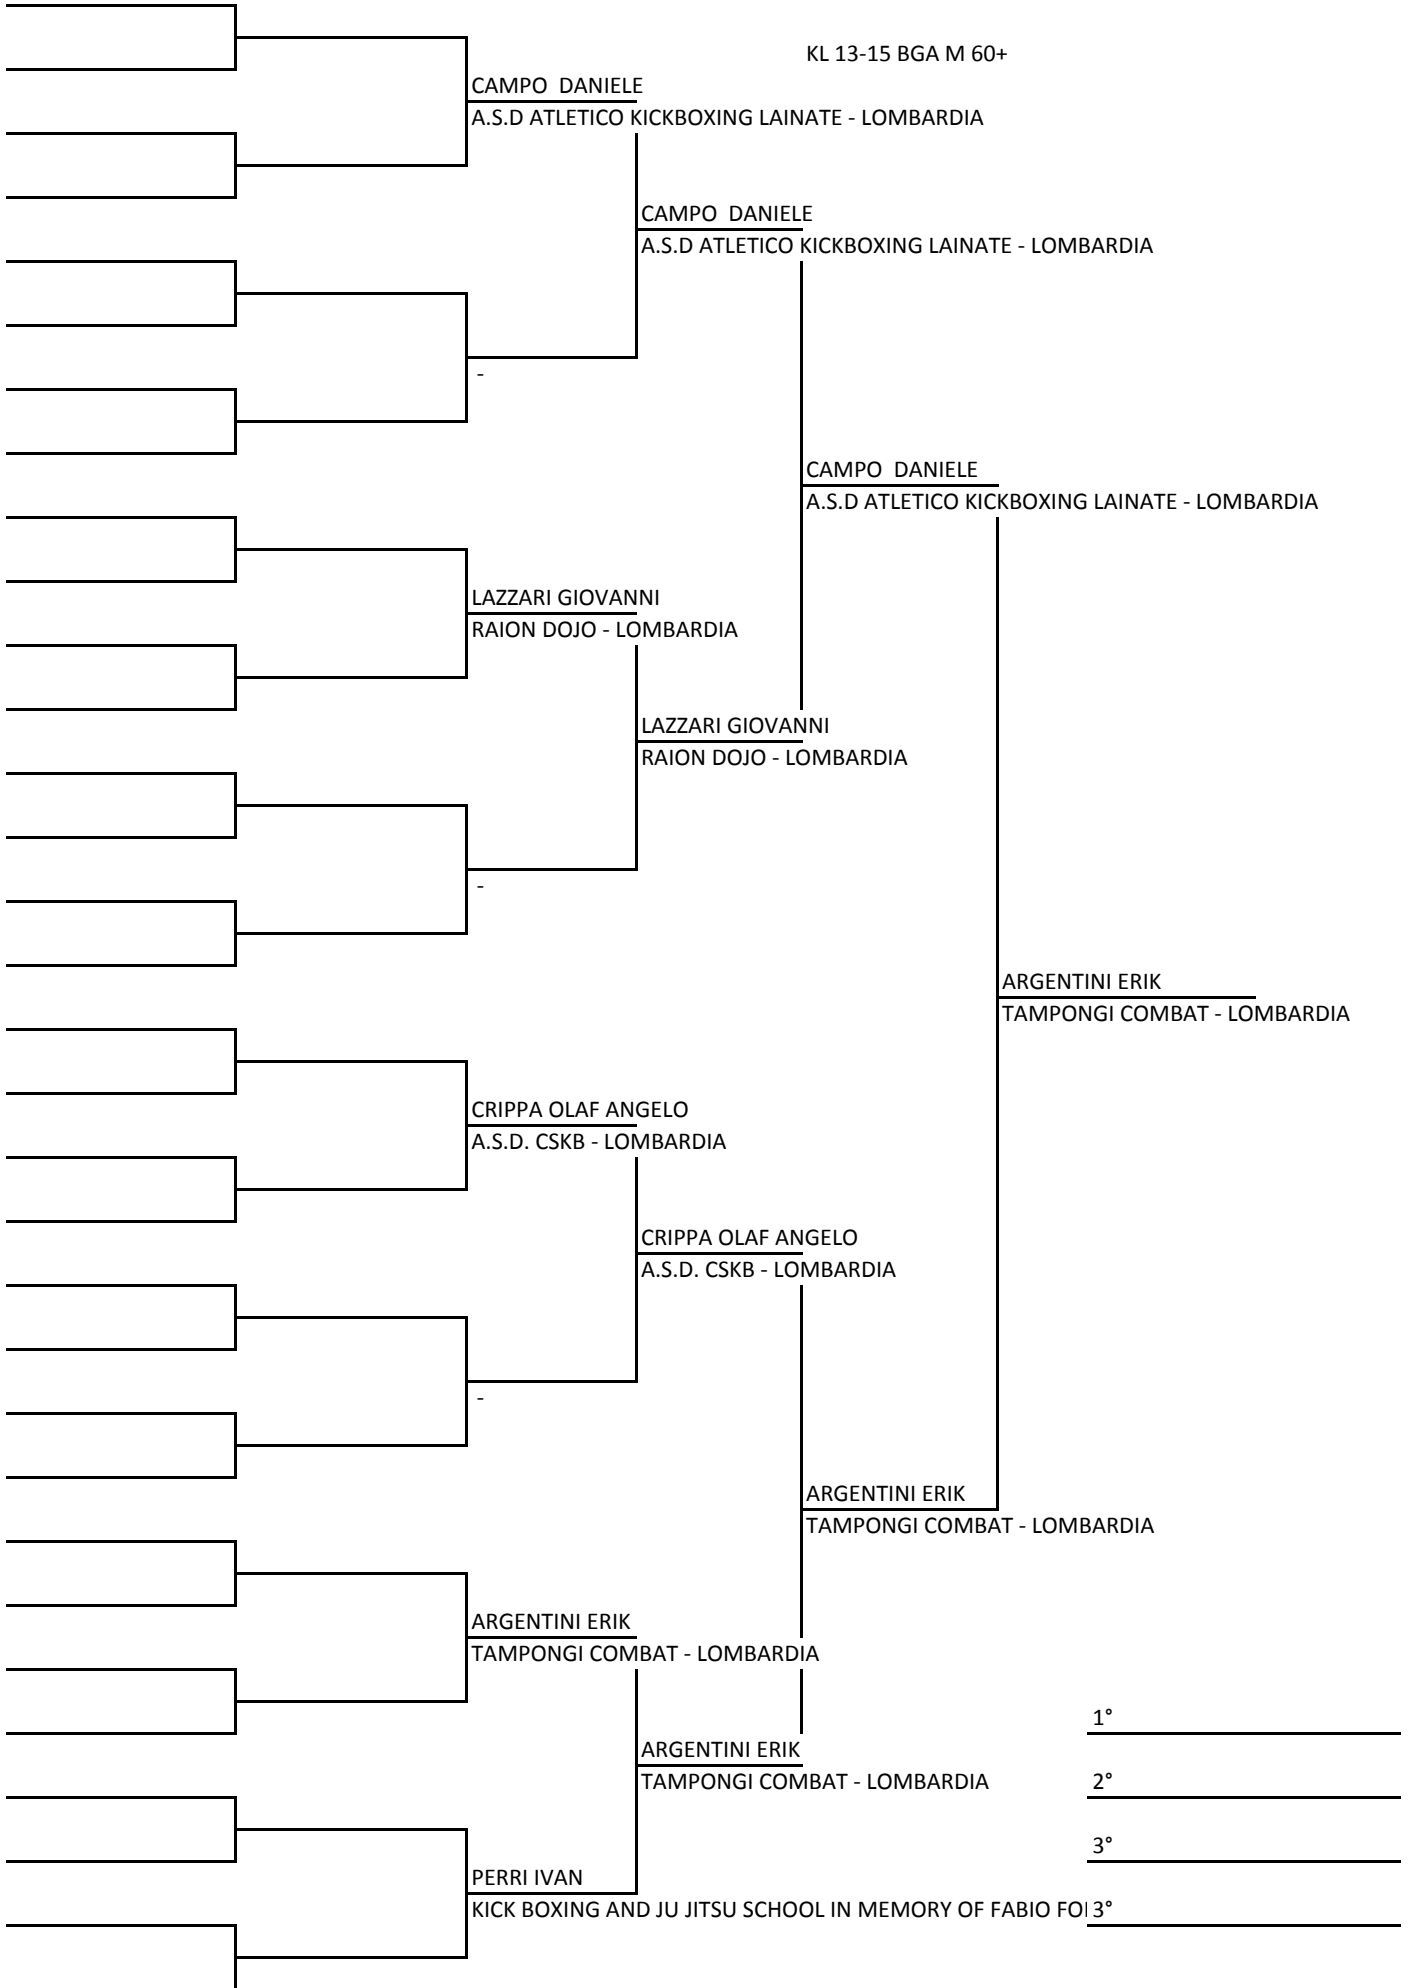 KL 13-15 BGA M 60+
CAMPO  DANIELE
A.S.D ATLETICO KICKBOXING LAINATE - LOMBARDIA
CAMPO  DANIELE
A.S.D ATLETICO KICKBOXING LAINATE - LOMBARDIA
-
CAMPO  DANIELE
A.S.D ATLETICO KICKBOXING LAINATE - LOMBARDIA
LAZZARI GIOVANNI
RAION DOJO - LOMBARDIA
LAZZARI GIOVANNI
RAION DOJO - LOMBARDIA
-
ARGENTINI ERIK
TAMPONGI COMBAT - LOMBARDIA
CRIPPA OLAF ANGELO
A.S.D. CSKB - LOMBARDIA
CRIPPA OLAF ANGELO
A.S.D. CSKB - LOMBARDIA
-
ARGENTINI ERIK
TAMPONGI COMBAT - LOMBARDIA
ARGENTINI ERIK
TAMPONGI COMBAT - LOMBARDIA
1°
ARGENTINI ERIK
TAMPONGI COMBAT - LOMBARDIA
2°
3°
PERRI IVAN
KICK BOXING AND JU JITSU SCHOOL IN MEMORY OF FABIO
3°